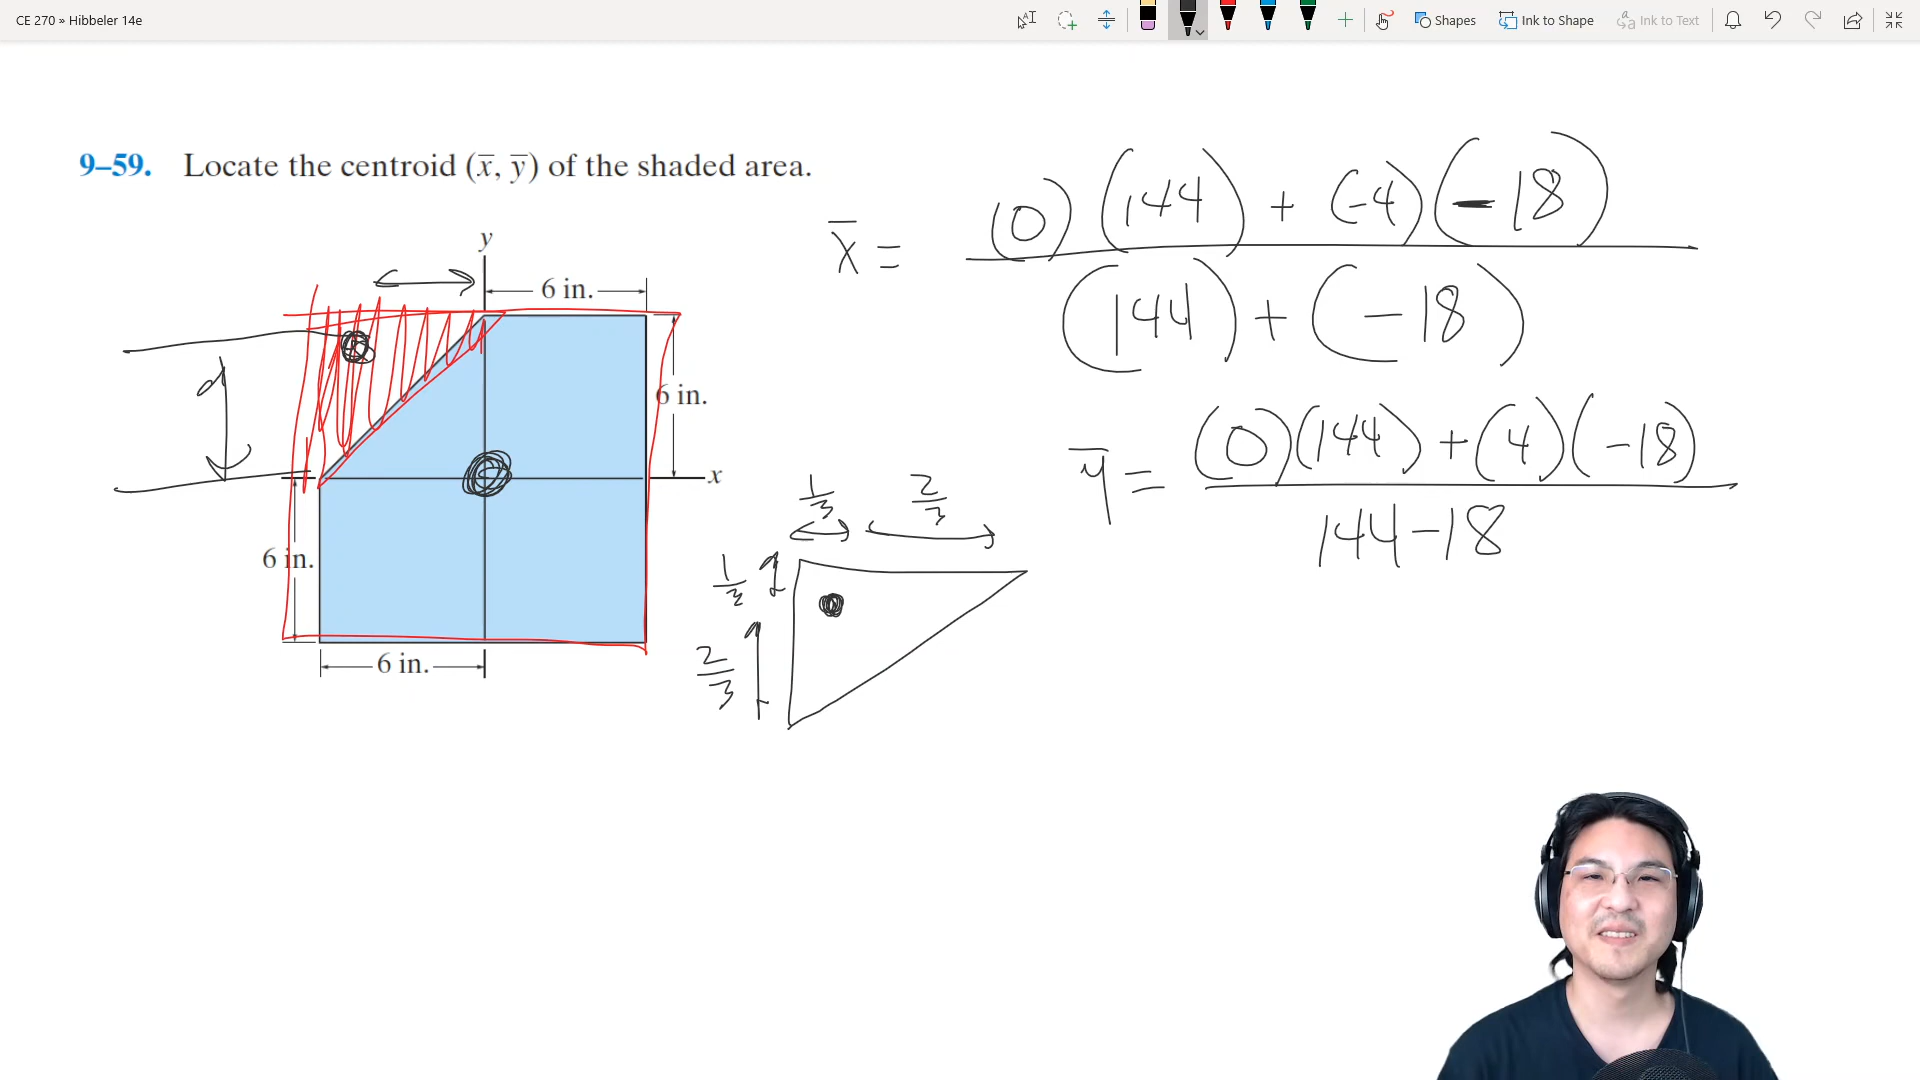 CE 270 » Hibbeler 14e
Shapes
Ink to Shape
Ink to Text
9–59. Locate the centroid (x̄, ȳ) of the shaded area.
y
6 in.
6 in.
x
6 in.
6 in.
1/3 2/3
1/3
2/3
x̄ = (0)(144) + (-4)(-18)
(144) + (-18)
ȳ = (0)(144) + (4)(-18)
144-18